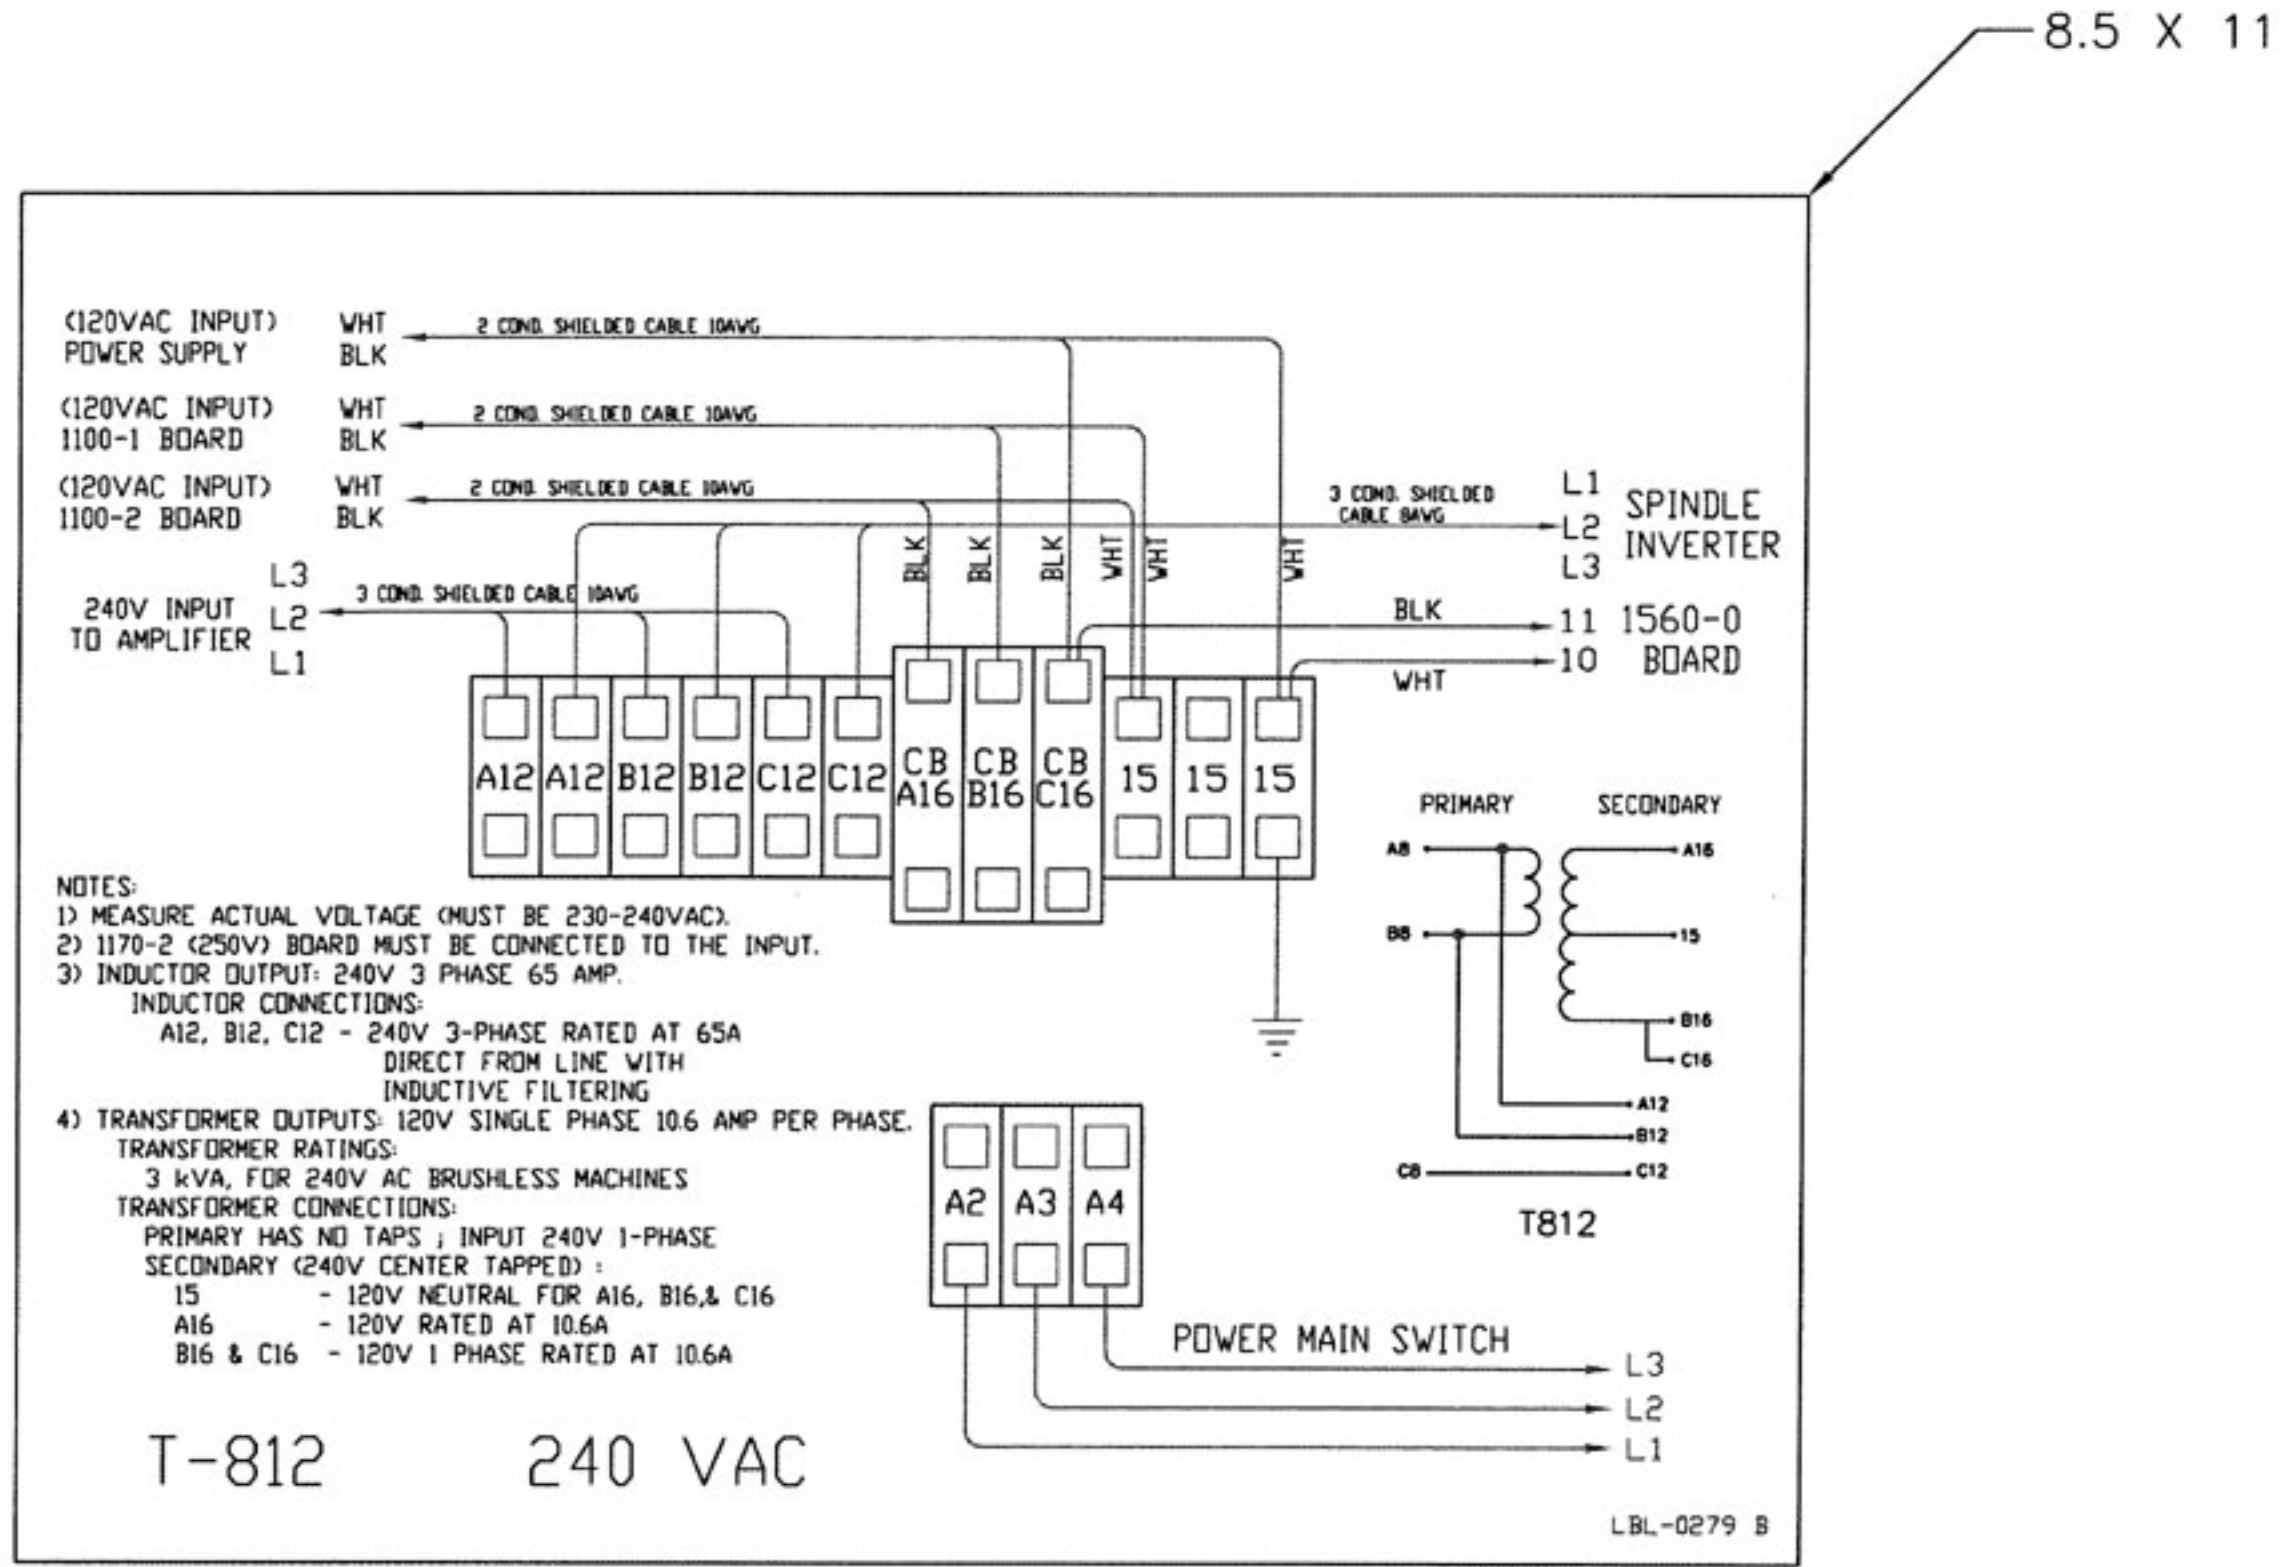 8.5 X 11
(120VAC INPUT) WHT
POWER SUPPLY BLK
2 COND. SHIELDED CABLE 10AWG
(120VAC INPUT) WHT
1100-1 BOARD BLK
2 COND. SHIELDED CABLE 10AWG
(120VAC INPUT) WHT
1100-2 BOARD BLK
2 COND. SHIELDED CABLE 10AWG
3 COND. SHIELDED
CABLE 8AWG
L1
L2
L3
SPINDLE
INVERTER
BLK
BLK
BLK
WHT
WHT
WHT
240V INPUT
TO AMPLIFIER
L3
L2
L1
3 COND. SHIELDED CABLE 10AWG
BLK
WHT
11 1560-0
10 BOARD
A12 A12 B12 B12 C12 C12 CB A16 CB B16 CB C16 15 15 15
PRIMARY SECONDARY
A8 A16
B8 15
B16
C16
A12
B12
C8 C12
T812
NOTES:
1) MEASURE ACTUAL VOLTAGE (MUST BE 230-240VAC).
2) 1170-2 (250V) BOARD MUST BE CONNECTED TO THE INPUT.
3) INDUCTOR OUTPUT: 240V 3 PHASE 65 AMP.
INDUCTOR CONNECTIONS:
A12, B12, C12 - 240V 3-PHASE RATED AT 65A
DIRECT FROM LINE WITH
INDUCTIVE FILTERING
4) TRANSFORMER OUTPUTS: 120V SINGLE PHASE 10.6 AMP PER PHASE.
TRANSFORMER RATINGS:
3 kVA, FOR 240V AC BRUSHLESS MACHINES
TRANSFORMER CONNECTIONS:
PRIMARY HAS NO TAPS ; INPUT 240V 1-PHASE
SECONDARY (240V CENTER TAPPED) :
15 - 120V NEUTRAL FOR A16, B16,& C16
A16 - 120V RATED AT 10.6A
B16 & C16 - 120V 1 PHASE RATED AT 10.6A
A2 A3 A4
POWER MAIN SWITCH
L3
L2
L1
T-812 240 VAC
LBL-0279 B